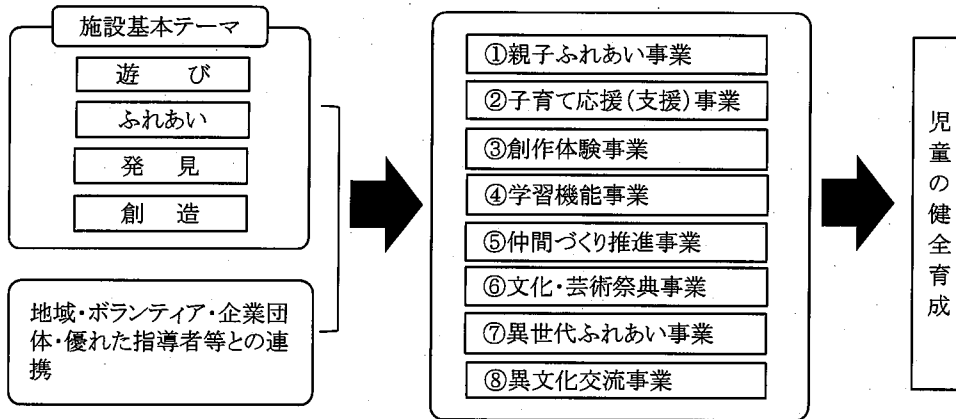 施設基本テーマ
遊　び
ふれあい
発　見
創　造
地域・ボランティア・企業団
体・優れた指導者等との連
携
①親子ふれあい事業
②子育て応援(支援)事業
③創作体験事業
④学習機能事業
⑤仲間づくり推進事業
⑥文化・芸術祭典事業
⑦異世代ふれあい事業
⑧異文化交流事業
児童の健全育成